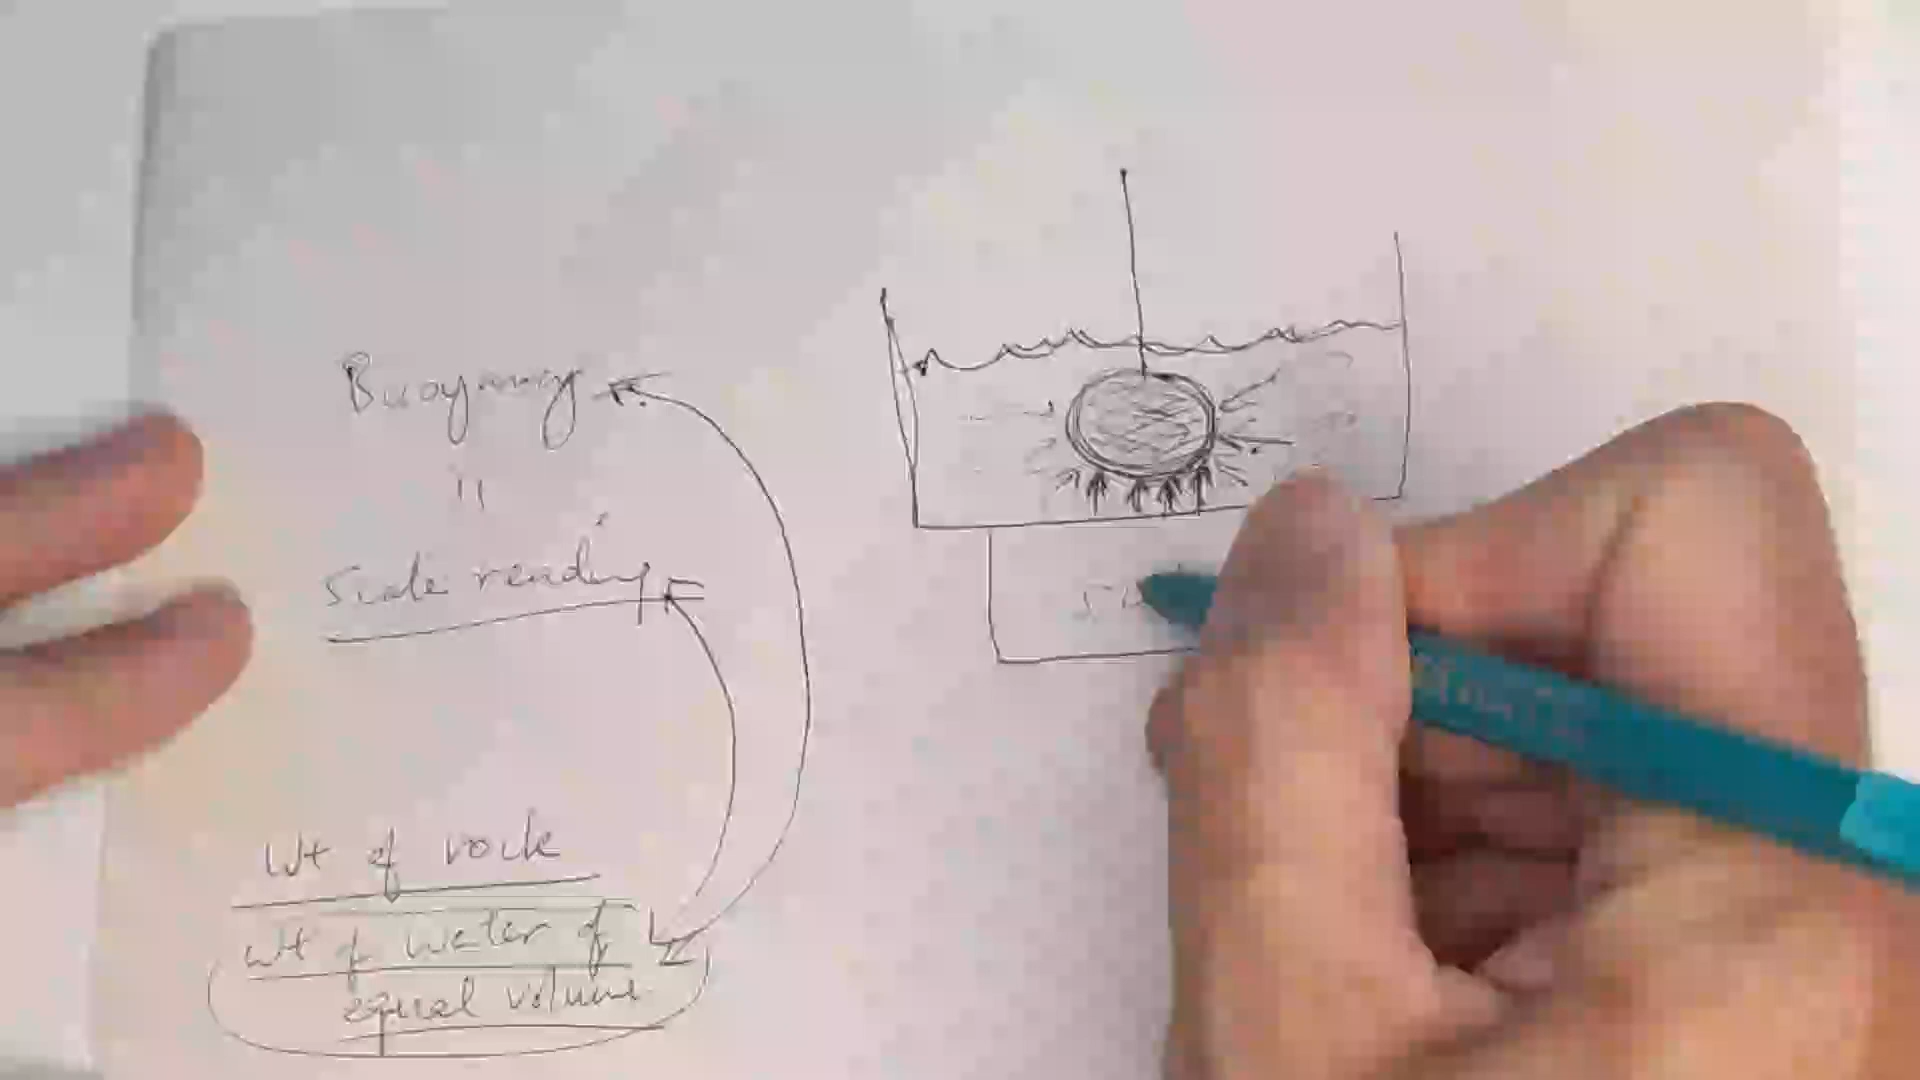 Buoyancy
=
Scale reading
Wt of rock
Wt of water of
equal volume